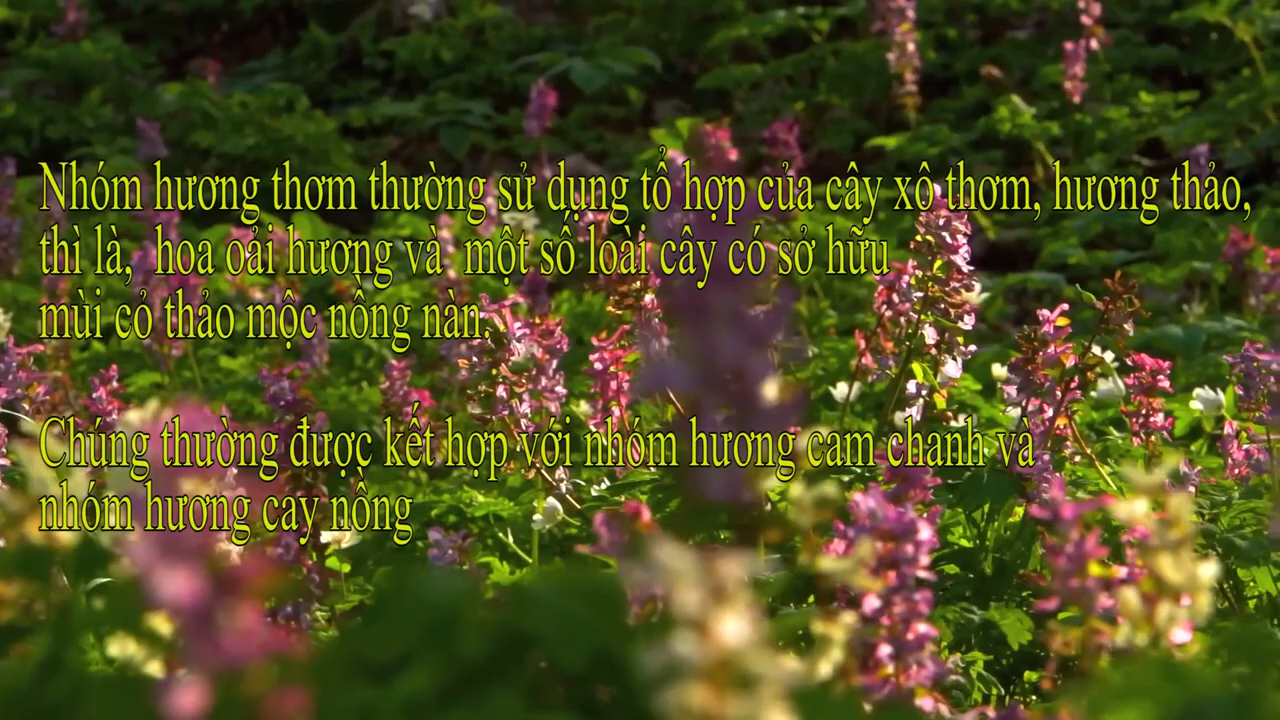 Nhóm hương thơm thường sử dụng tổ hợp của cây xô thơm, hương thảo,
thì là,  hoa oải hương và  một số loài cây có sở hữu
mùi cỏ thảo mộc nồng nàn.
Chúng thường được kết hợp với nhóm hương cam chanh và
nhóm hương cay nồng